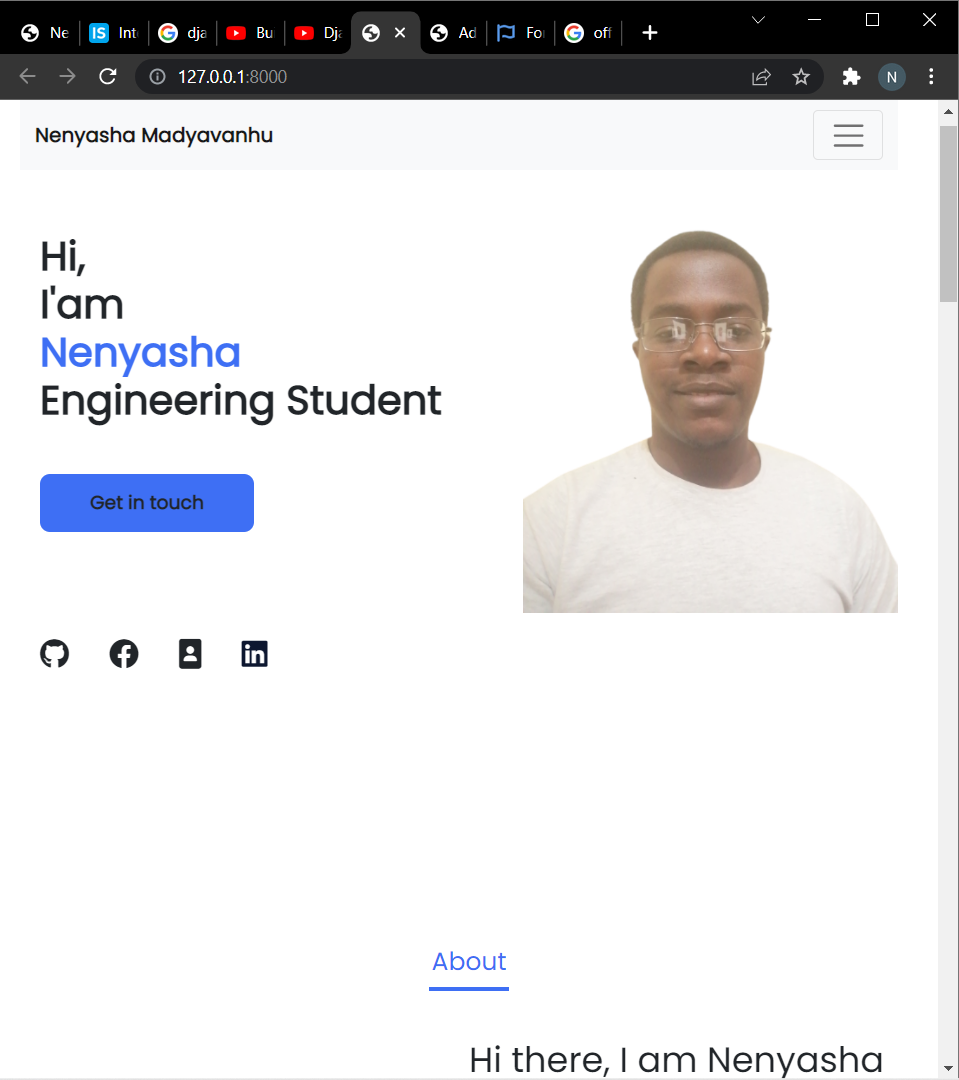 Ne
Int
dja
Bu
Dja
Ad
For
off
127.0.0.1:8000
N
Nenyasha Madyavanhu
Hi,
I'am
Nenyasha
Engineering Student
Get in touch
About
Hi there, I am Nenyasha